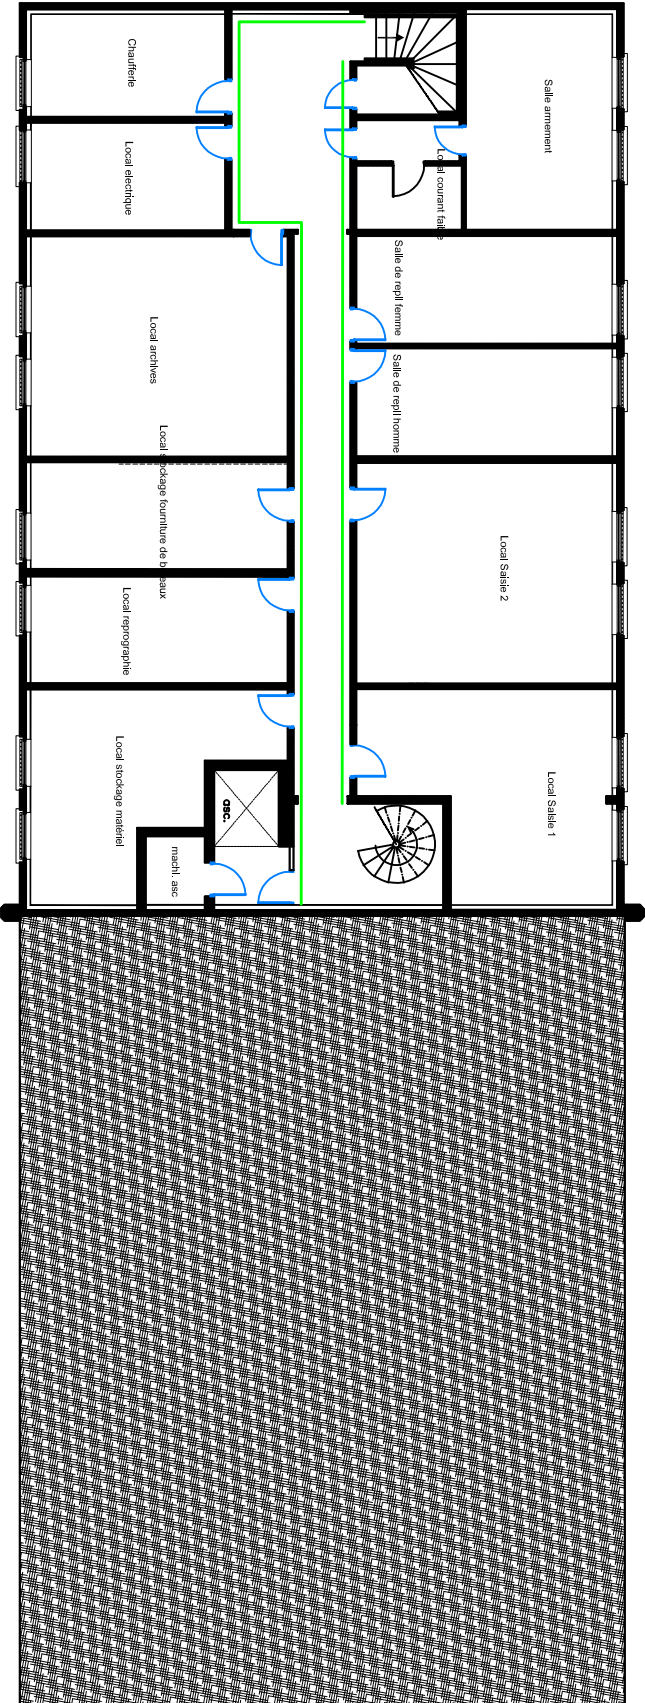 Chaufferie
Local electrique
Salle armement
Local courant faible
Salle de repli femme
Local archives
Salle de repli homme
Local stockage fourniture de bureaux
Local Saisie 2
Local reprographie
Local stockage matériel
asc.
Local Saisie 1
machi. asc